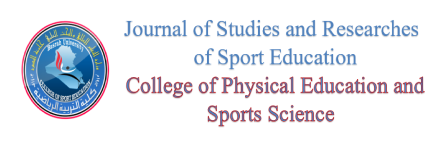 Journal of Studies and Researches
of Sport Education
College of Physical Education and
Sports Science